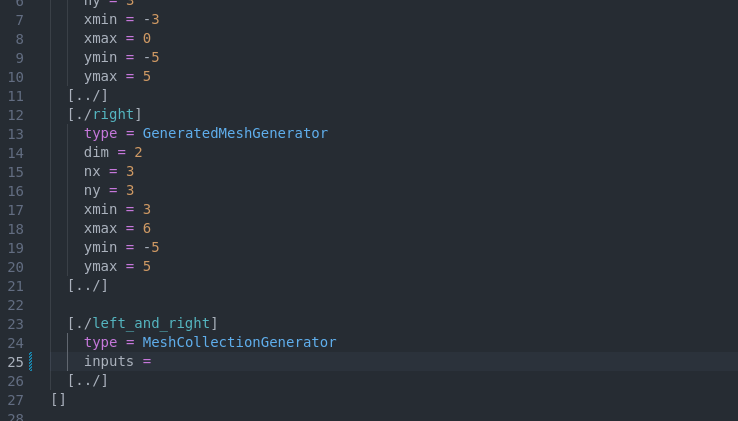 6 ny = 3
7 xmin = -3
8 xmax = 0
9 ymin = -5
10 ymax = 5
11 [../]
12 [./right]
13 type = GeneratedMeshGenerator
14 dim = 2
15 nx = 3
16 ny = 3
17 xmin = 3
18 xmax = 6
19 ymin = -5
20 ymax = 5
21 [../]
22
23 [./left_and_right]
24 type = MeshCollectionGenerator
25 inputs =
26 [../]
27 []
28